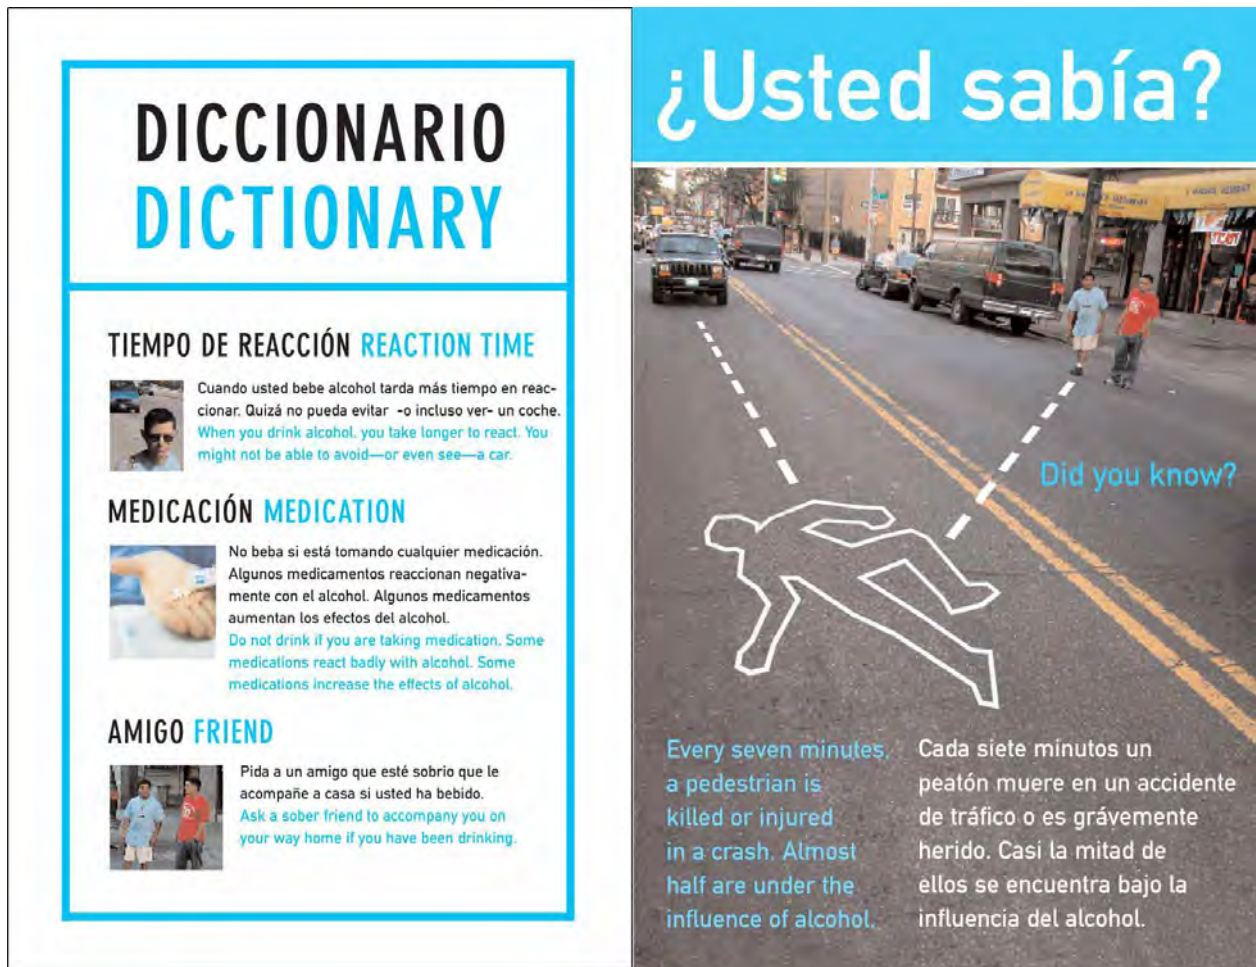 DICCIONARIO
DICTIONARY
TIEMPO DE REACCIÓN REACTION TIME
Cuando usted bebe alcohol tarda más tiempo en reac-
cionar. Quizá no pueda evitar -o incluso ver- un coche.
When you drink alcohol, you take longer to react. You
might not be able to avoid—or even see—a car.
MEDICACIÓN MEDICATION
No beba si está tomando cualquier medicación.
Algunos medicamentos reaccionan negativa-
mente con el alcohol. Algunos medicamentos
aumentan los efectos del alcohol.
Do not drink if you are taking medication. Some
medications react badly with alcohol. Some
medications increase the effects of alcohol.
AMIGO FRIEND
Pida a un amigo que esté sobrio que le
acompañe a casa si usted ha bebido.
Ask a sober friend to accompany you on
your way home if you have been drinking.
¿Usted sabía?
Did you know?
Every seven minutes,
a pedestrian is
killed or injured
in a crash. Almost
half are under the
influence of alcohol.
Cada siete minutos un
peatón muere en un accidente
de tráfico o es grávemente
herido. Casi la mitad de
ellos se encuentra bajo la
influencia del alcohol.